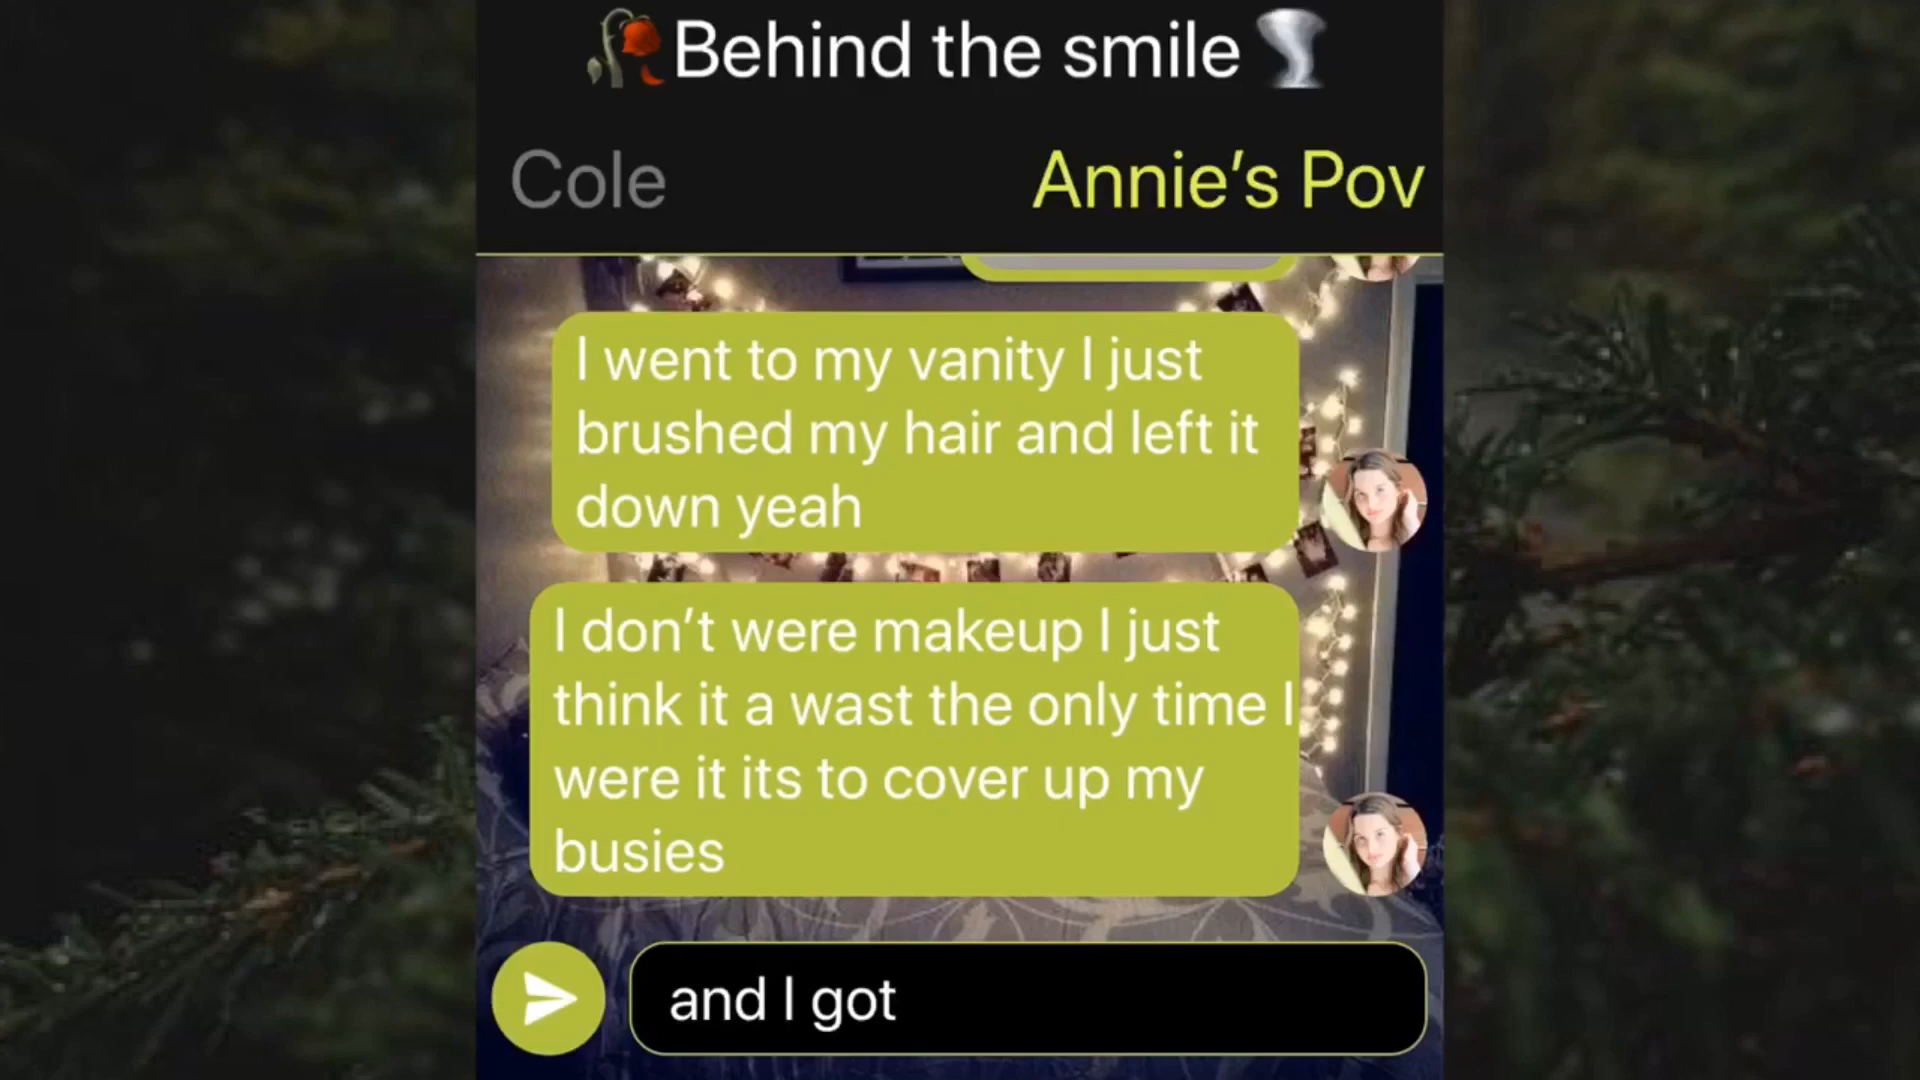 🥀Behind the smile🌪
Cole
Annie’s Pov
I went to my vanity I just
brushed my hair and left it
down yeah
I don’t were makeup I just
think it a wast the only time I
were it its to cover up my
busies
and I got